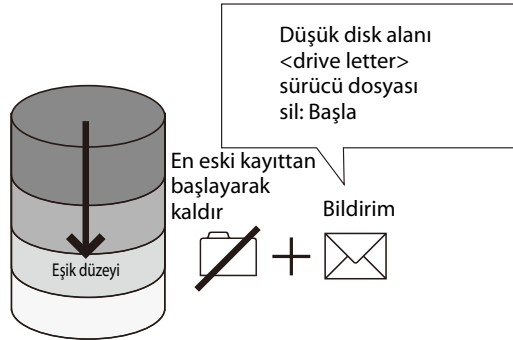 Düşük disk alanı
<drive letter>
sürücü dosyası
sil: Başla
En eski kayıttan
başlayarak
kaldır
Bildirim
Eşik düzeyi